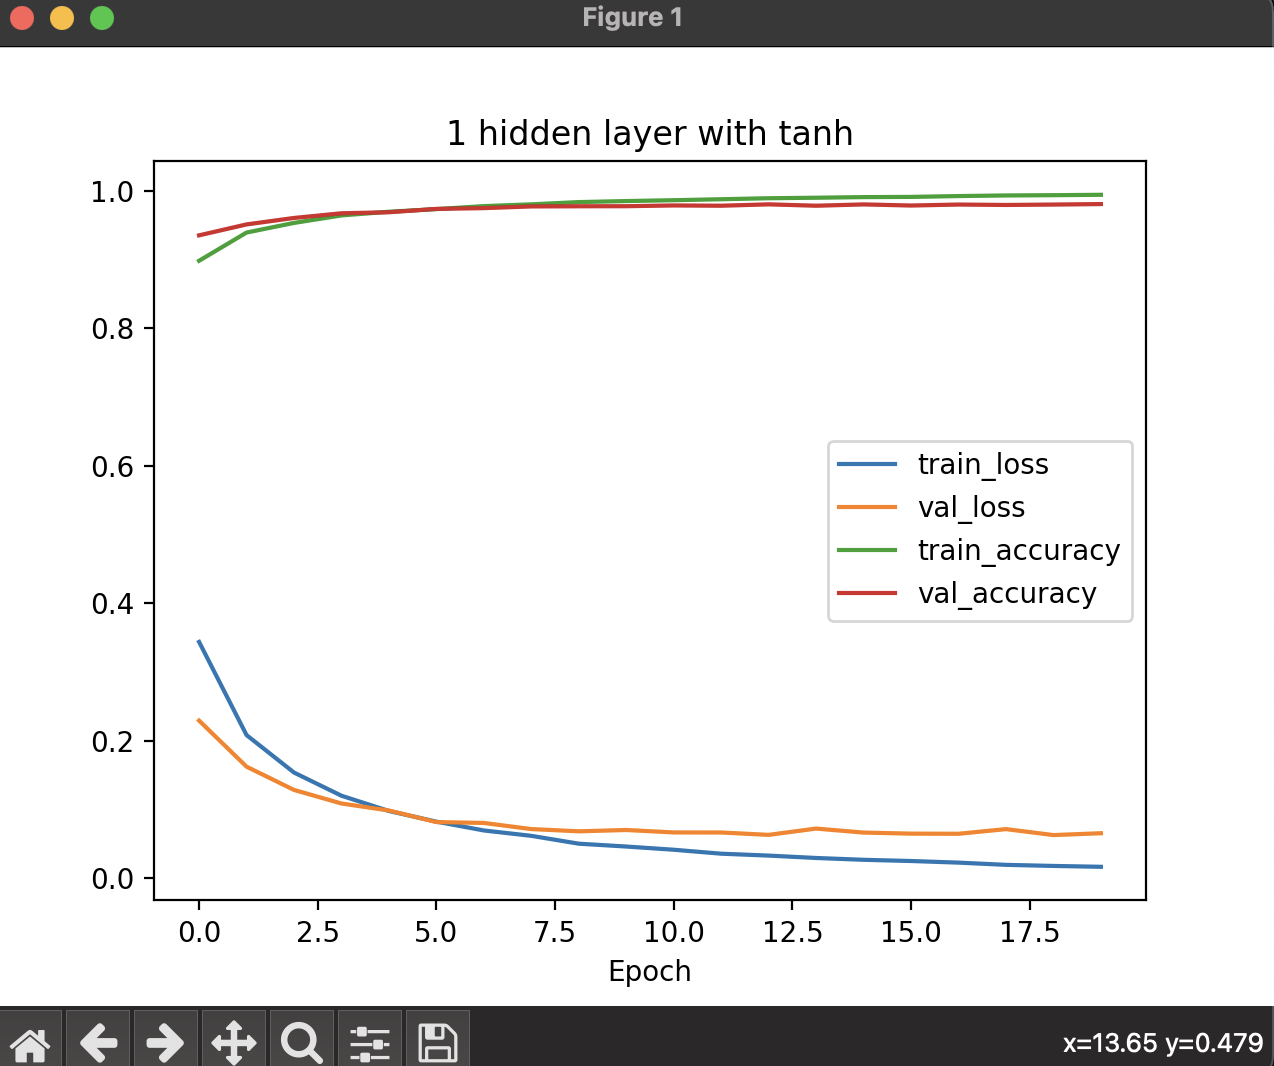 Figure 1
1 hidden layer with tanh
1.0
0.8
0.6
0.4
0.2
0.0
train_loss
val_loss
train_accuracy
val_accuracy
0.0 2.5 5.0 7.5 10.0 12.5 15.0 17.5
Epoch
x=13.65 y=0.479